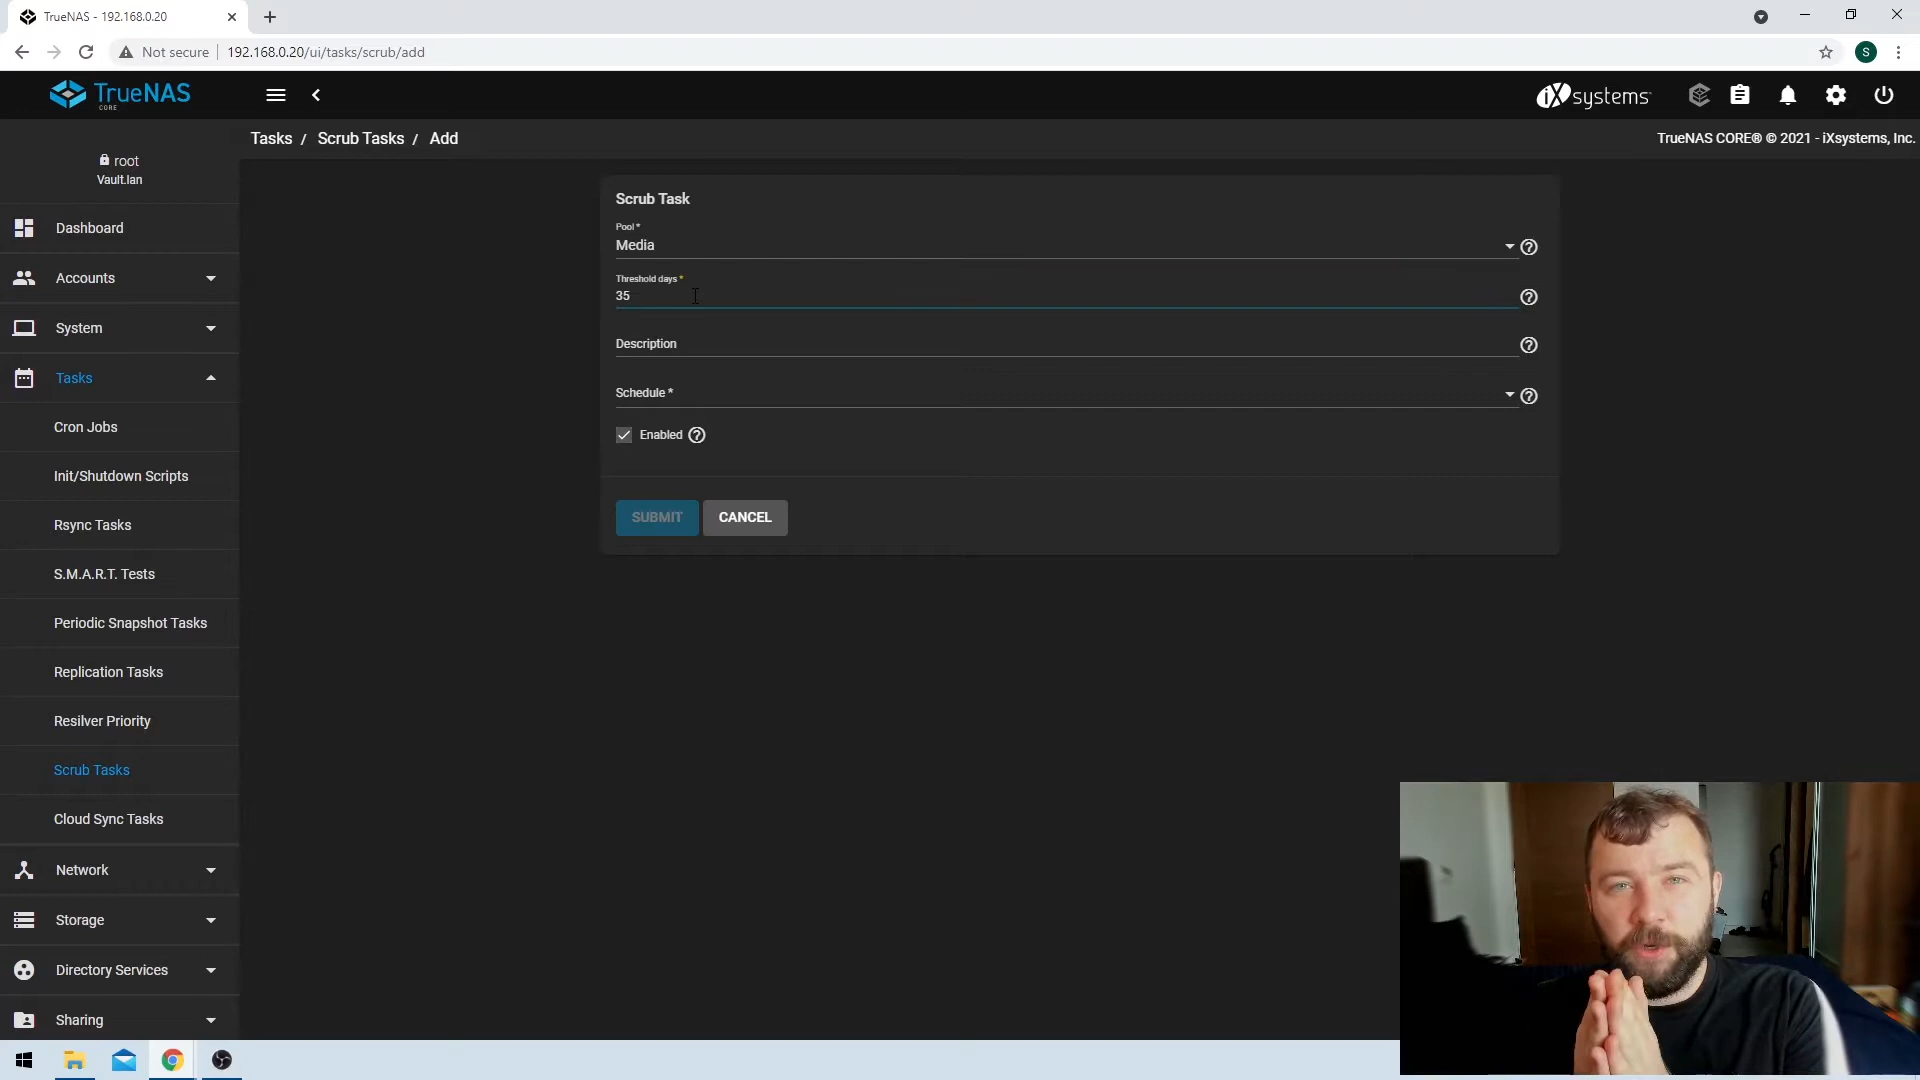 TrueNAS - 192.168.0.20
Not secure
192.168.0.20/ui/tasks/scrub/add
S
TrueNAS
CORE
iXsystems
Tasks / Scrub Tasks / Add
TrueNAS CORE® © 2021 - iXsystems, Inc.
root
Vault.lan
Dashboard
Accounts
System
Tasks
Cron Jobs
Init/Shutdown Scripts
Rsync Tasks
S.M.A.R.T. Tests
Periodic Snapshot Tasks
Replication Tasks
Resilver Priority
Scrub Tasks
Cloud Sync Tasks
Network
Storage
Directory Services
Sharing
Scrub Task
Pool *
Media
Threshold days *
35
Description
Schedule *
Enabled
SUBMIT
CANCEL